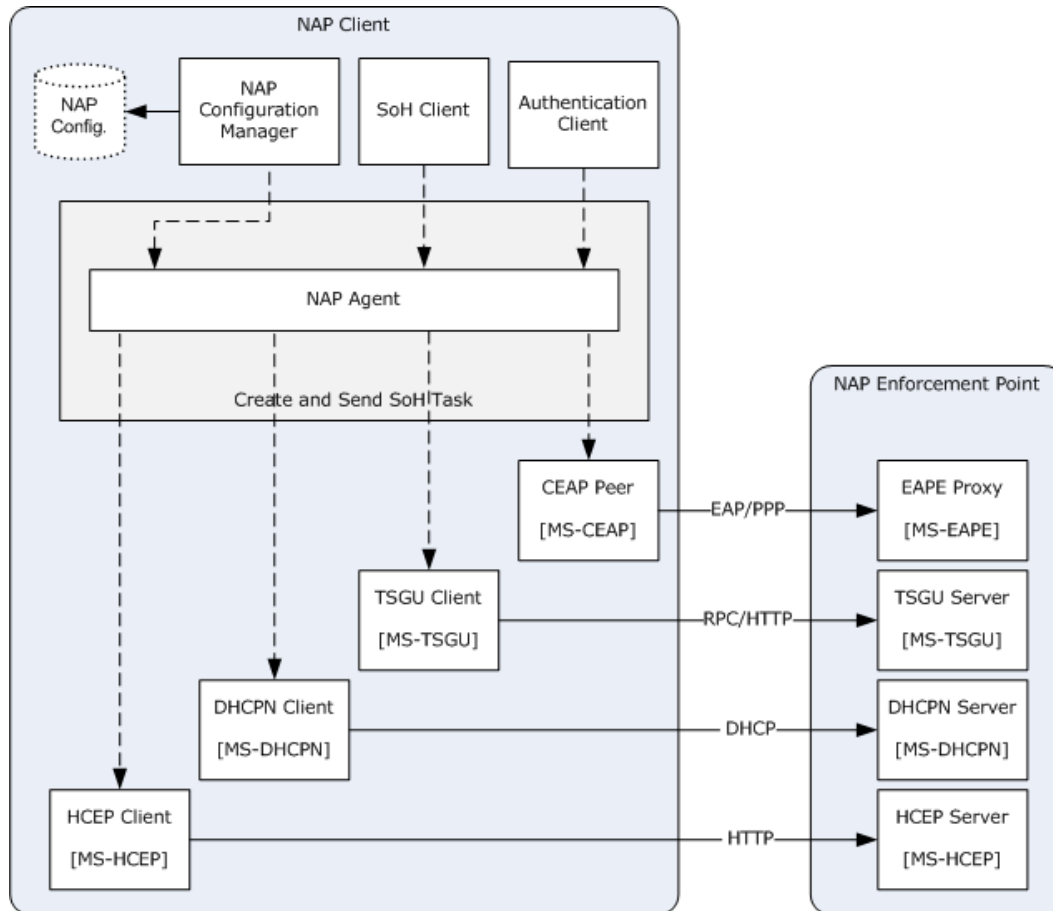 NAP Client
NAP
Config.
NAP
Configuration
Manager
SoH Client
Authentication
Client
NAP Agent
Create and Send SoH Task
NAP Enforcement Point
CEAP Peer
[MS-CEAP]
EAP/PPP
EAPE Proxy
[MS-EAPE]
TSGU Client
[MS-TSGU]
RPC/HTTP
TSGU Server
[MS-TSGU]
DHCPN Client
[MS-DHCPN]
DHCP
DHCPN Server
[MS-DHCPN]
HCEP Client
[MS-HCEP]
HTTP
HCEP Server
[MS-HCEP]